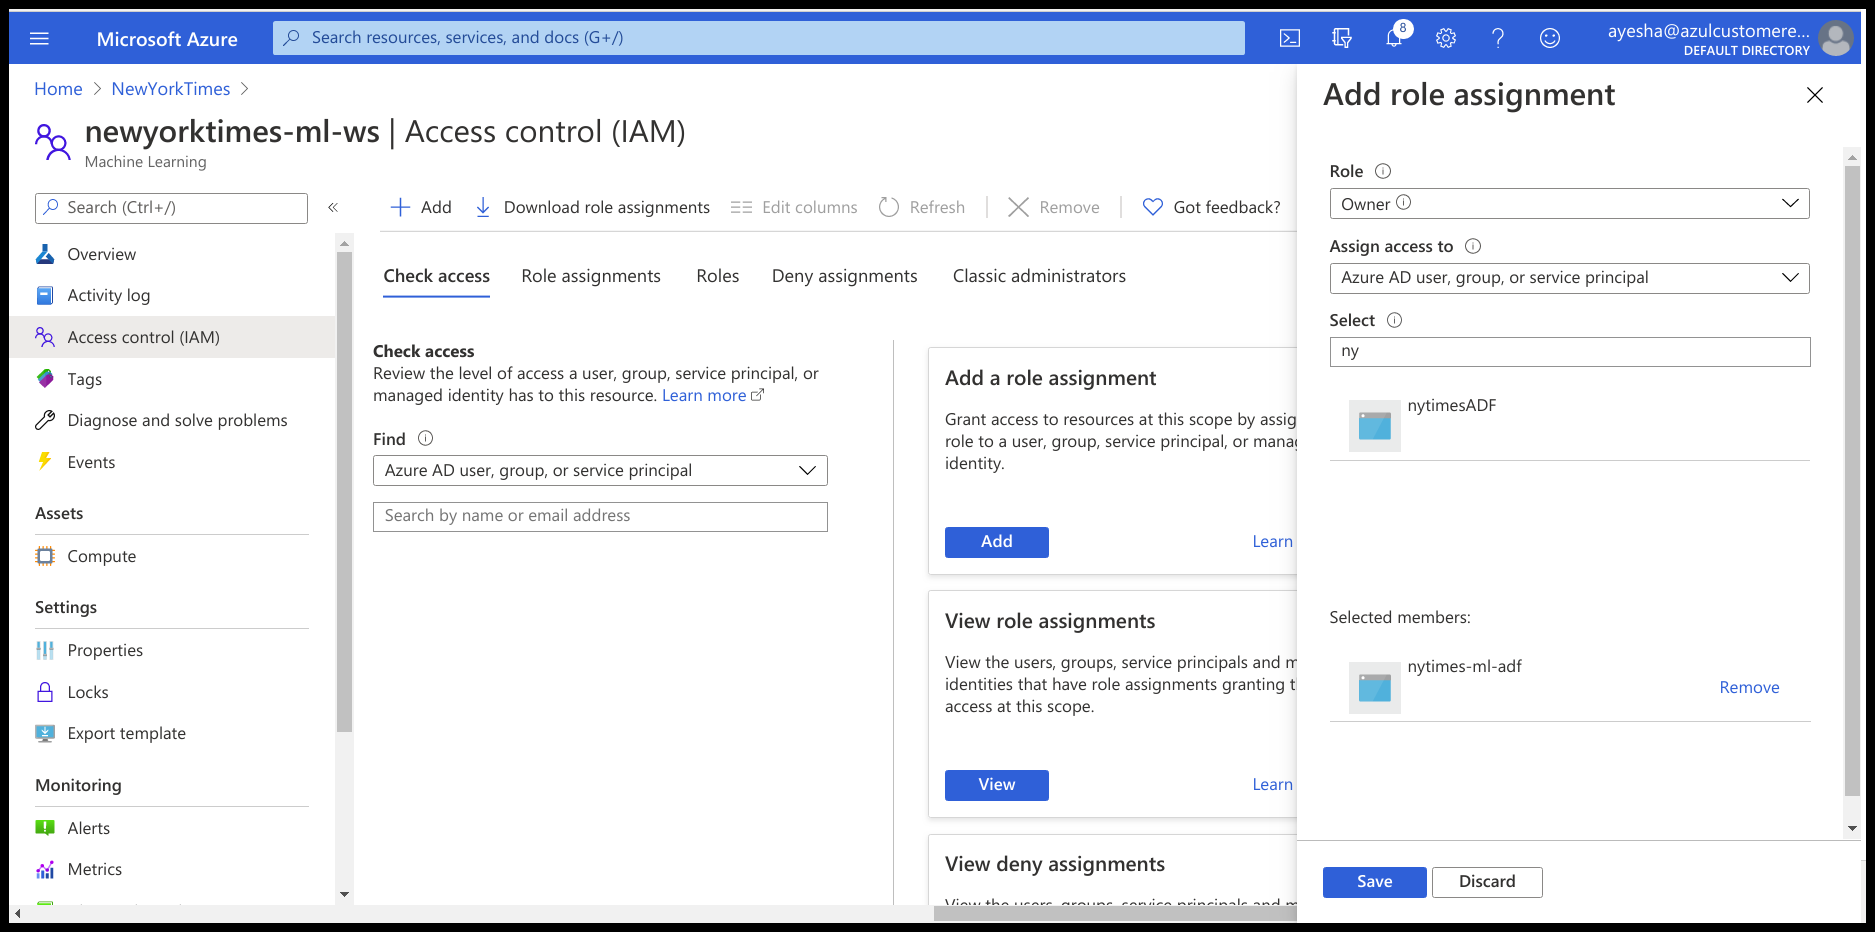 Microsoft Azure
Search resources, services, and docs (G+/)
8
ayesha@azulcustomere...
DEFAULT DIRECTORY
Home > NewYorkTimes >
newyorktimes-ml-ws | Access control (IAM)
Machine Learning
Search (Ctrl+/)
«
Overview
Activity log
Access control (IAM)
Tags
Diagnose and solve problems
Events
Assets
Compute
Settings
Properties
Locks
Export template
Monitoring
Alerts
Metrics
Add
Download role assignments
Edit columns
Refresh
Remove
Got feedback?
Check access
Role assignments
Roles
Deny assignments
Classic administrators
Check access
Review the level of access a user, group, service principal, or
managed identity has to this resource. Learn more
Find
Azure AD user, group, or service principal
Search by name or email address
Add a role assignment
Grant access to resources at this scope by assig
role to a user, group, service principal, or mana
identity.
Add
Learn
View role assignments
View the users, groups, service principals and m
identities that have role assignments granting t
access at this scope.
View
Learn
View deny assignments
View the users, groups, service principals and m
Add role assignment
Role
Owner
Assign access to
Azure AD user, group, or service principal
Select
ny
nytimesADF
Selected members:
nytimes-ml-adf
Remove
Save
Discard